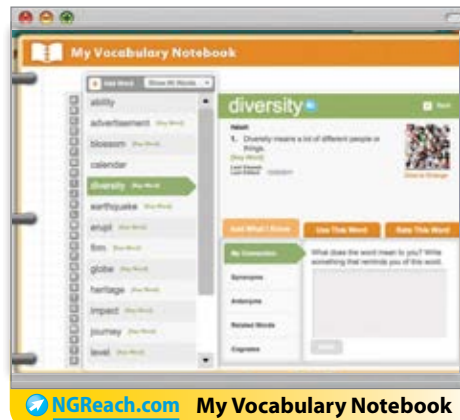 My Vocabulary Notebook
Add Word Show All Words
ability
advertisement (Key Word)
blossom (Key Word)
calendar
diversity (Key Word)
earthquake (Key Word)
erupt (Key Word)
firm (Key Word)
globe (Key Word)
heritage (Key Word)
impact (Key Word)
journey (Key Word)
level (Key Word)
diversity
noun
1. Diversity means a lot of different people or
things.
(Key Word)
Add What I Know
Use This Word
Rate This Word
My Connection
Synonyms
Antonyms
Related Words
Cognates
What does the word mean to you? Write
something that reminds you of this word.
NGReach.com My Vocabulary Notebook